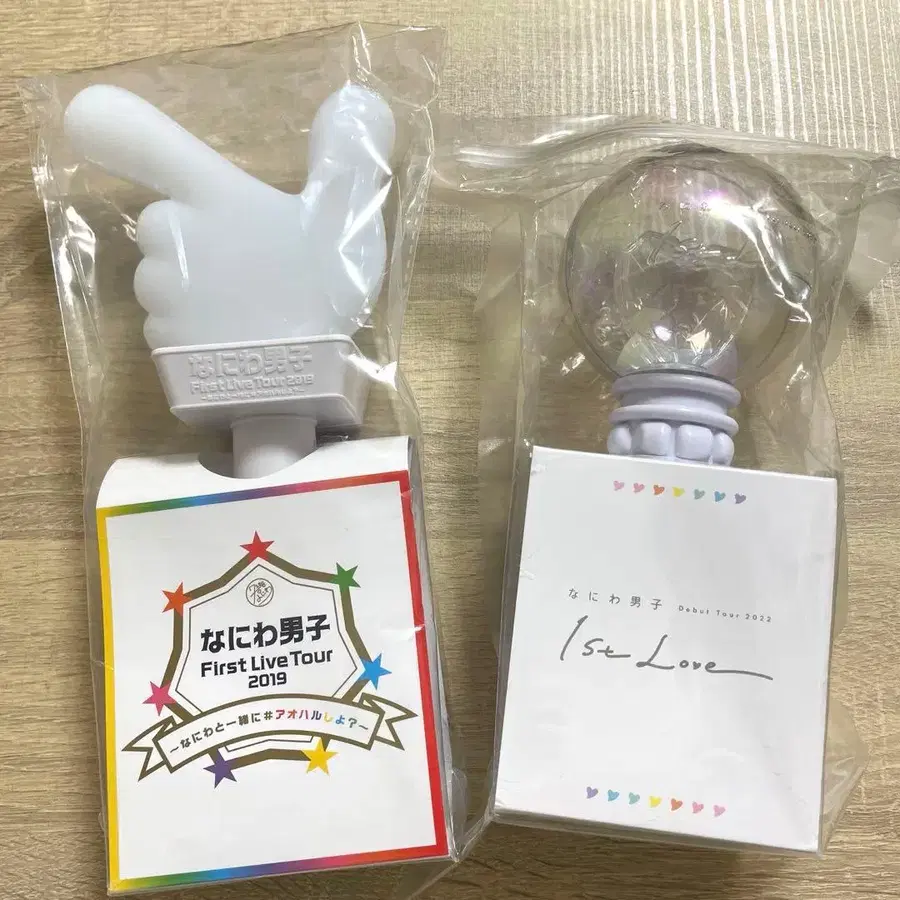 なにわ男子
First Live Tour 2019
なにわ男子
First Live Tour
2019
〜なにわと一緒に#アオハルしよ?〜
なにわ男子 Debut Tour 2022
1st Love